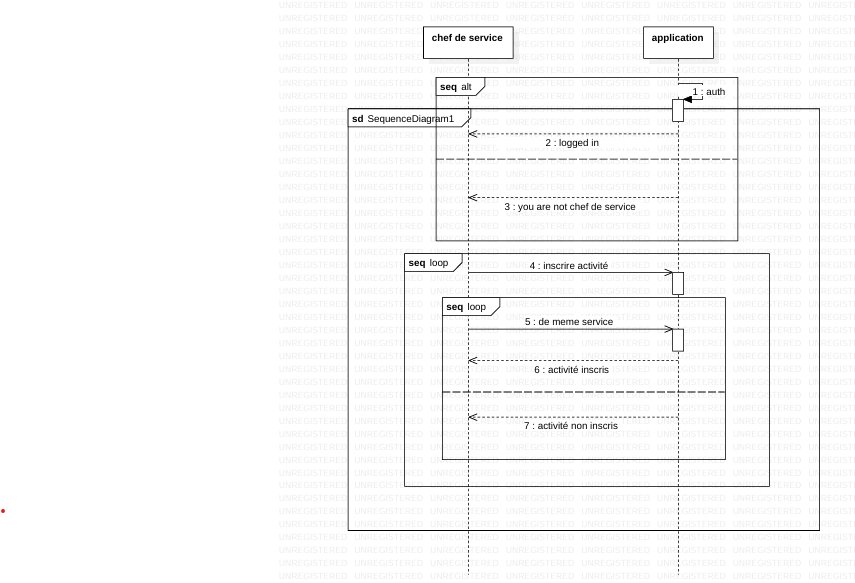 chef de service
application
seq alt
1 : auth
sd SequenceDiagram1
2 : logged in
3 : you are not chef de service
seq loop
4 : inscrire activité
seq loop
5 : de meme service
6 : activité inscris
7 : activité non inscris
UNREGISTERED